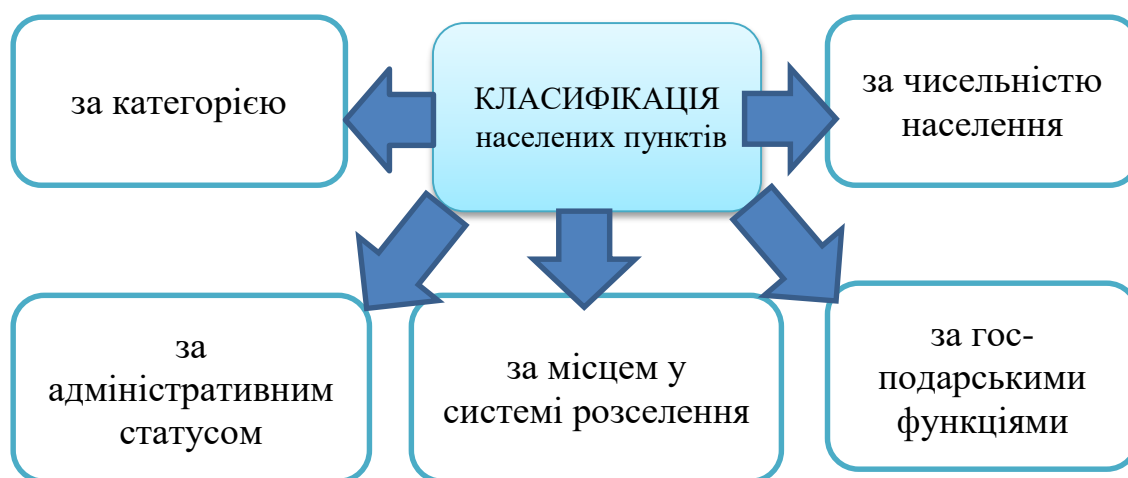 за категорією
КЛАСИФІКАЦІЯ
населених пунктів
за чисельністю
населення
за
адміністративним
статусом
за місцем у
системі розселення
за гос-
подарськими
функціями